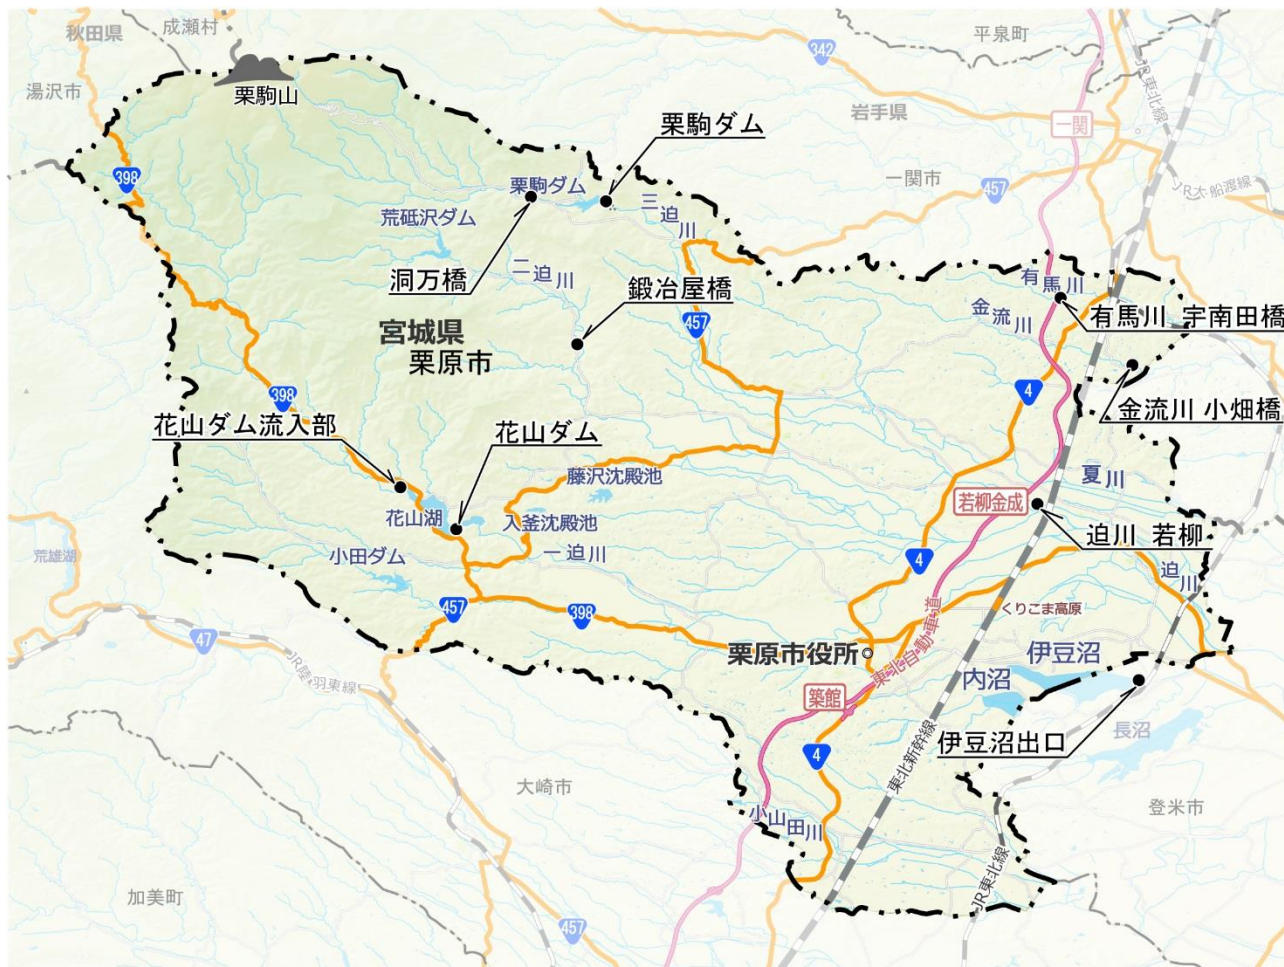 成瀬村
秋田県
平泉町
342
湯沢市
栗駒山
JR東北線
岩手県
栗駒ダム
一関
398
一関市
457
JR大船渡線
栗駒ダム
荒砥沢ダム
三迫川
二迫川
洞万橋
鍛冶屋橋
有馬川
金流川
有馬川 宇南田橋
457
宮城県
栗原市
4
398
金流川 小畑橋
花山ダム流入部
花山ダム
藤沢沈殿池
夏川
若柳金成
花山湖
入釜沈殿池
迫川 若柳
荒雄湖
小田ダム
一迫川
4
迫川
457
398
くりこま高原
47
栗原市役所
東北自動車道
伊豆沼
内沼
JR陸羽東線
築館
伊豆沼出口
長沼
4
東北新幹線
大崎市
登米市
小山田川
JR東北線
加美町
457